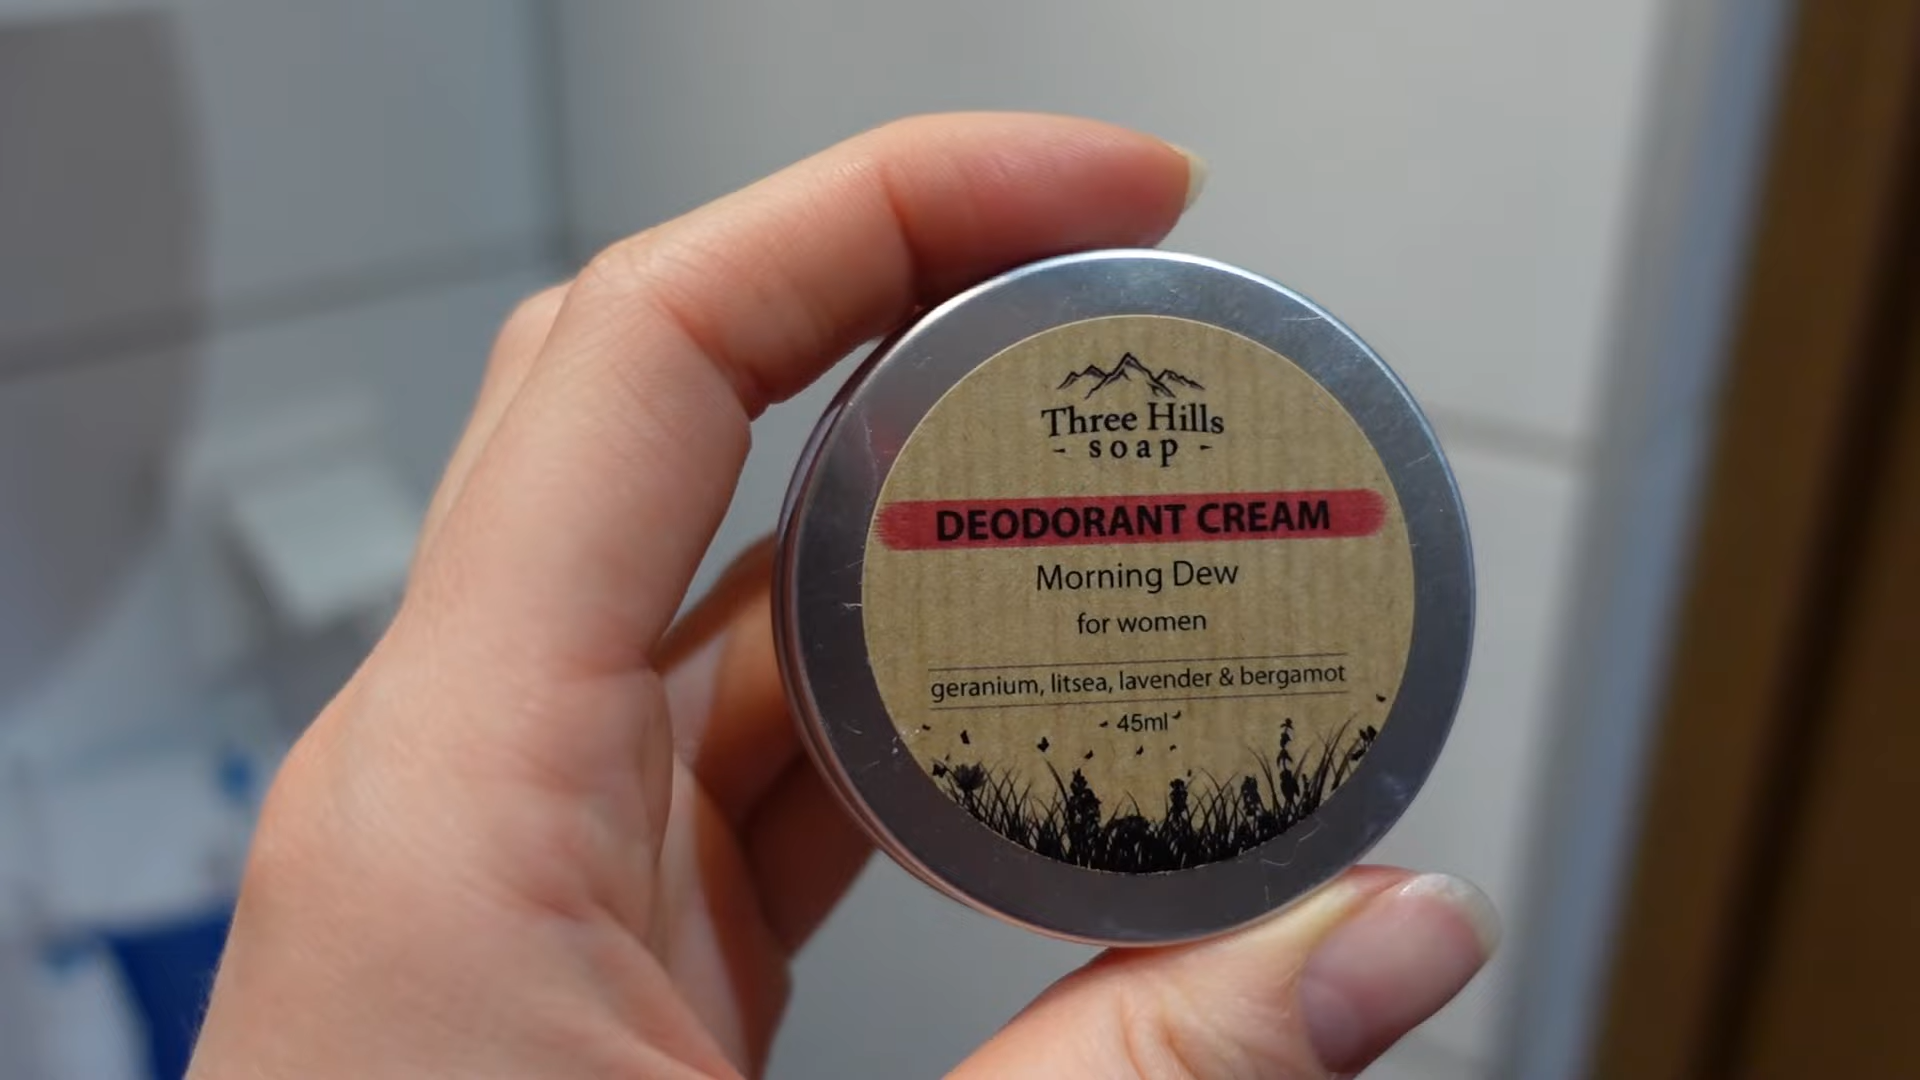 Three Hills
- soap -
DEODORANT CREAM
Morning Dew
for women
geranium, litsea, lavender & bergamot
- 45ml -